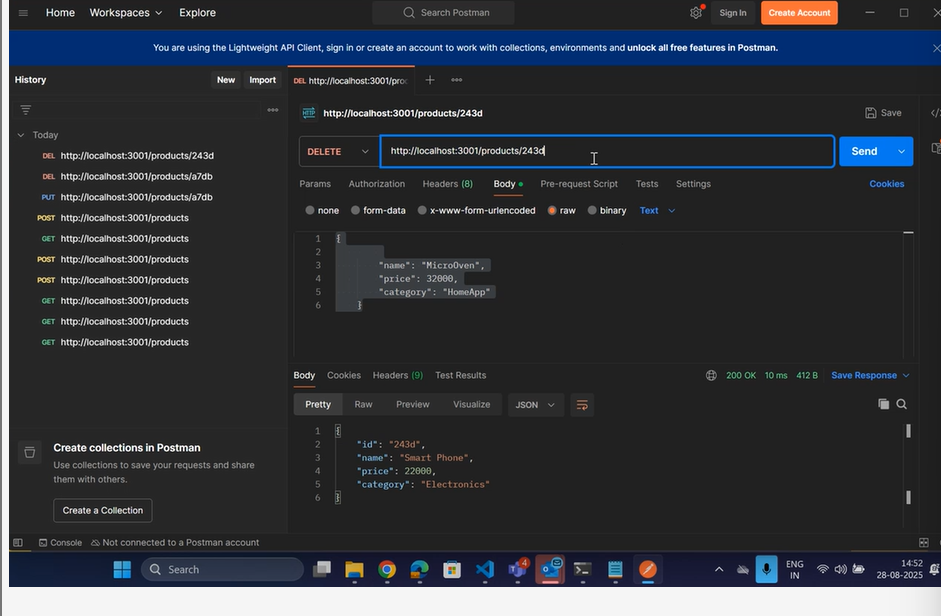 Home Workspaces Explore Search Postman Sign In Create Account
You are using the Lightweight API Client, sign in or create an account to work with collections, environments and unlock all free features in Postman.
History New Import DEL http://localhost:3001/pro
http://localhost:3001/products/243d Save
Today
DELETE http://localhost:3001/products/243d Send
DEL http://localhost:3001/products/243d
DEL http://localhost:3001/products/a7db
PUT http://localhost:3001/products/a7db
POST http://localhost:3001/products
GET http://localhost:3001/products
POST http://localhost:3001/products
POST http://localhost:3001/products
GET http://localhost:3001/products
GET http://localhost:3001/products
GET http://localhost:3001/products
Params Authorization Headers (8) Body Pre-request Script Tests Settings Cookies
none form-data x-www-form-urlencoded raw binary Text
1 {
2
3 "name": "MicroOven",
4 "price": 32000,
5 "category": "HomeApp"
6 }
Body Cookies Headers (9) Test Results 200 OK 10 ms 412 B Save Response
Pretty Raw Preview Visualize JSON
1 {
2 "id": "243d",
3 "name": "Smart Phone",
4 "price": 22000,
5 "category": "Electronics"
6 }
Create collections in Postman
Use collections to save your requests and share
them with others.
Create a Collection
Console Not connected to a Postman account
Search 4 ENG
IN 14:52
28-08-2025